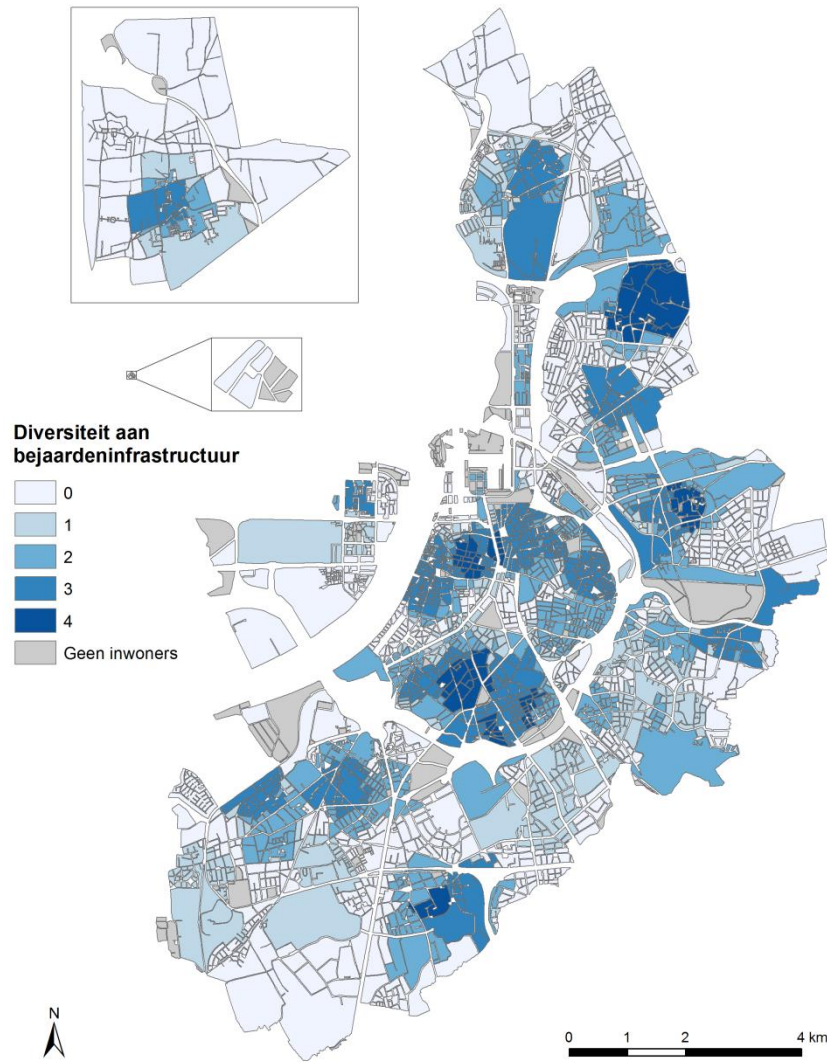 Diversiteit aan
bejaardeninfrastructuur
0
1
2
3
4
Geen inwoners
N
0 1 2 4 km